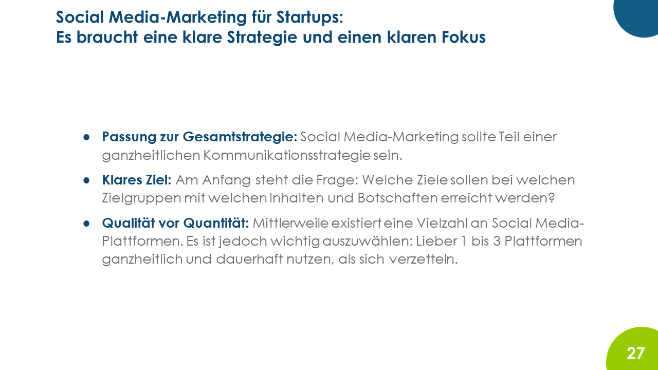 Social Media-Marketing für Startups:
Es braucht eine klare Strategie und einen klaren Fokus
● Passung zur Gesamtstrategie: Social Media-Marketing sollte Teil einer
ganzheitlichen Kommunikationsstrategie sein.
● Klares Ziel: Am Anfang steht die Frage: Welche Ziele sollen bei welchen
Zielgruppen mit welchen Inhalten und Botschaften erreicht werden?
● Qualität vor Quantität: Mittlerweile existiert eine Vielzahl an Social Media-
Plattformen. Es ist jedoch wichtig auszuwählen: Lieber 1 bis 3 Plattformen
ganzheitlich und dauerhaft nutzen, als sich verzetteln.
27